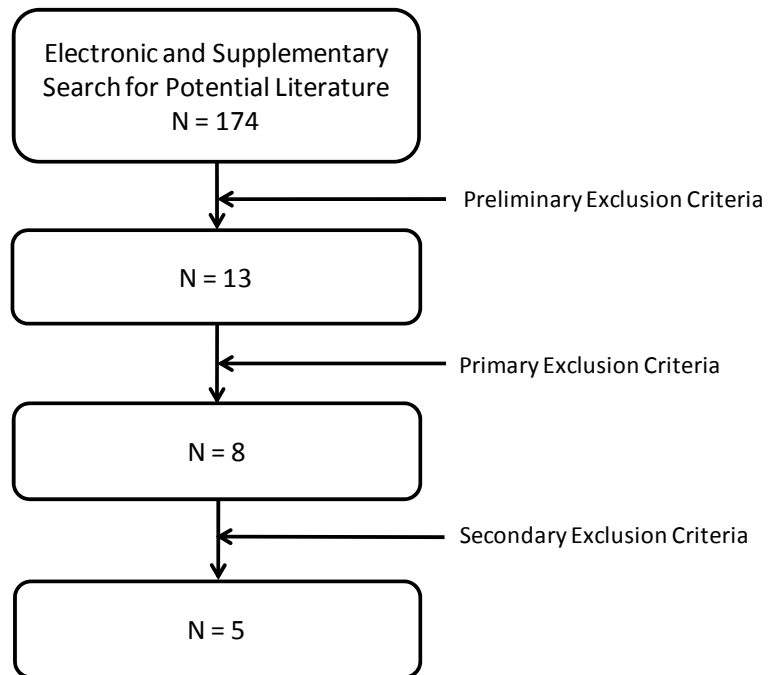 Electronic and Supplementary
Search for Potential Literature
N = 174
Preliminary Exclusion Criteria
N = 13
Primary Exclusion Criteria
N = 8
Secondary Exclusion Criteria
N = 5